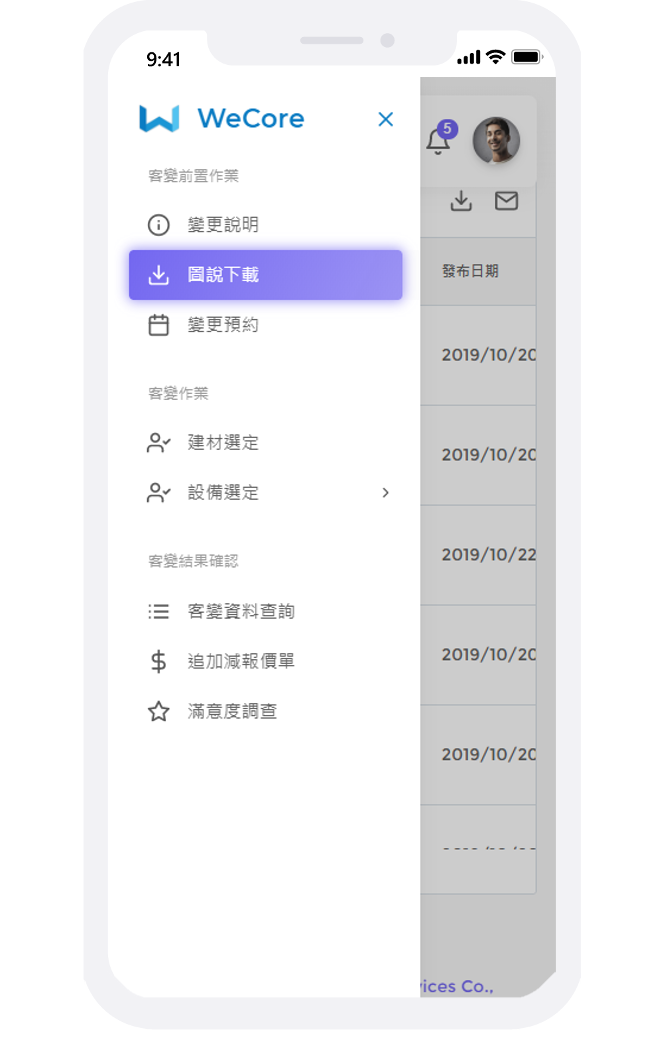 9:41
WeCore
5
客變前置作業
變更說明
圖說下載
變更預約
發布日期
2019/10/20
2019/10/20
客變作業
建材選定
設備選定
2019/10/22
客變結果確認
客變資料查詢
追加減報價單
2019/10/20
滿意度調查
2019/10/20
ices Co.,